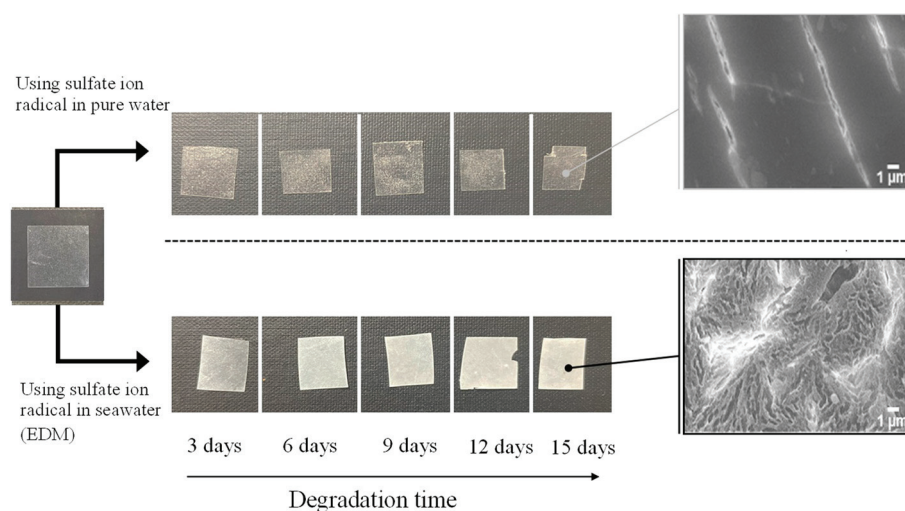 Using sulfate ion
radical in pure water
1 µm
Using sulfate ion
radical in seawater
(EDM)
1 µm
3 days
6 days
9 days
12 days
15 days
Degradation time